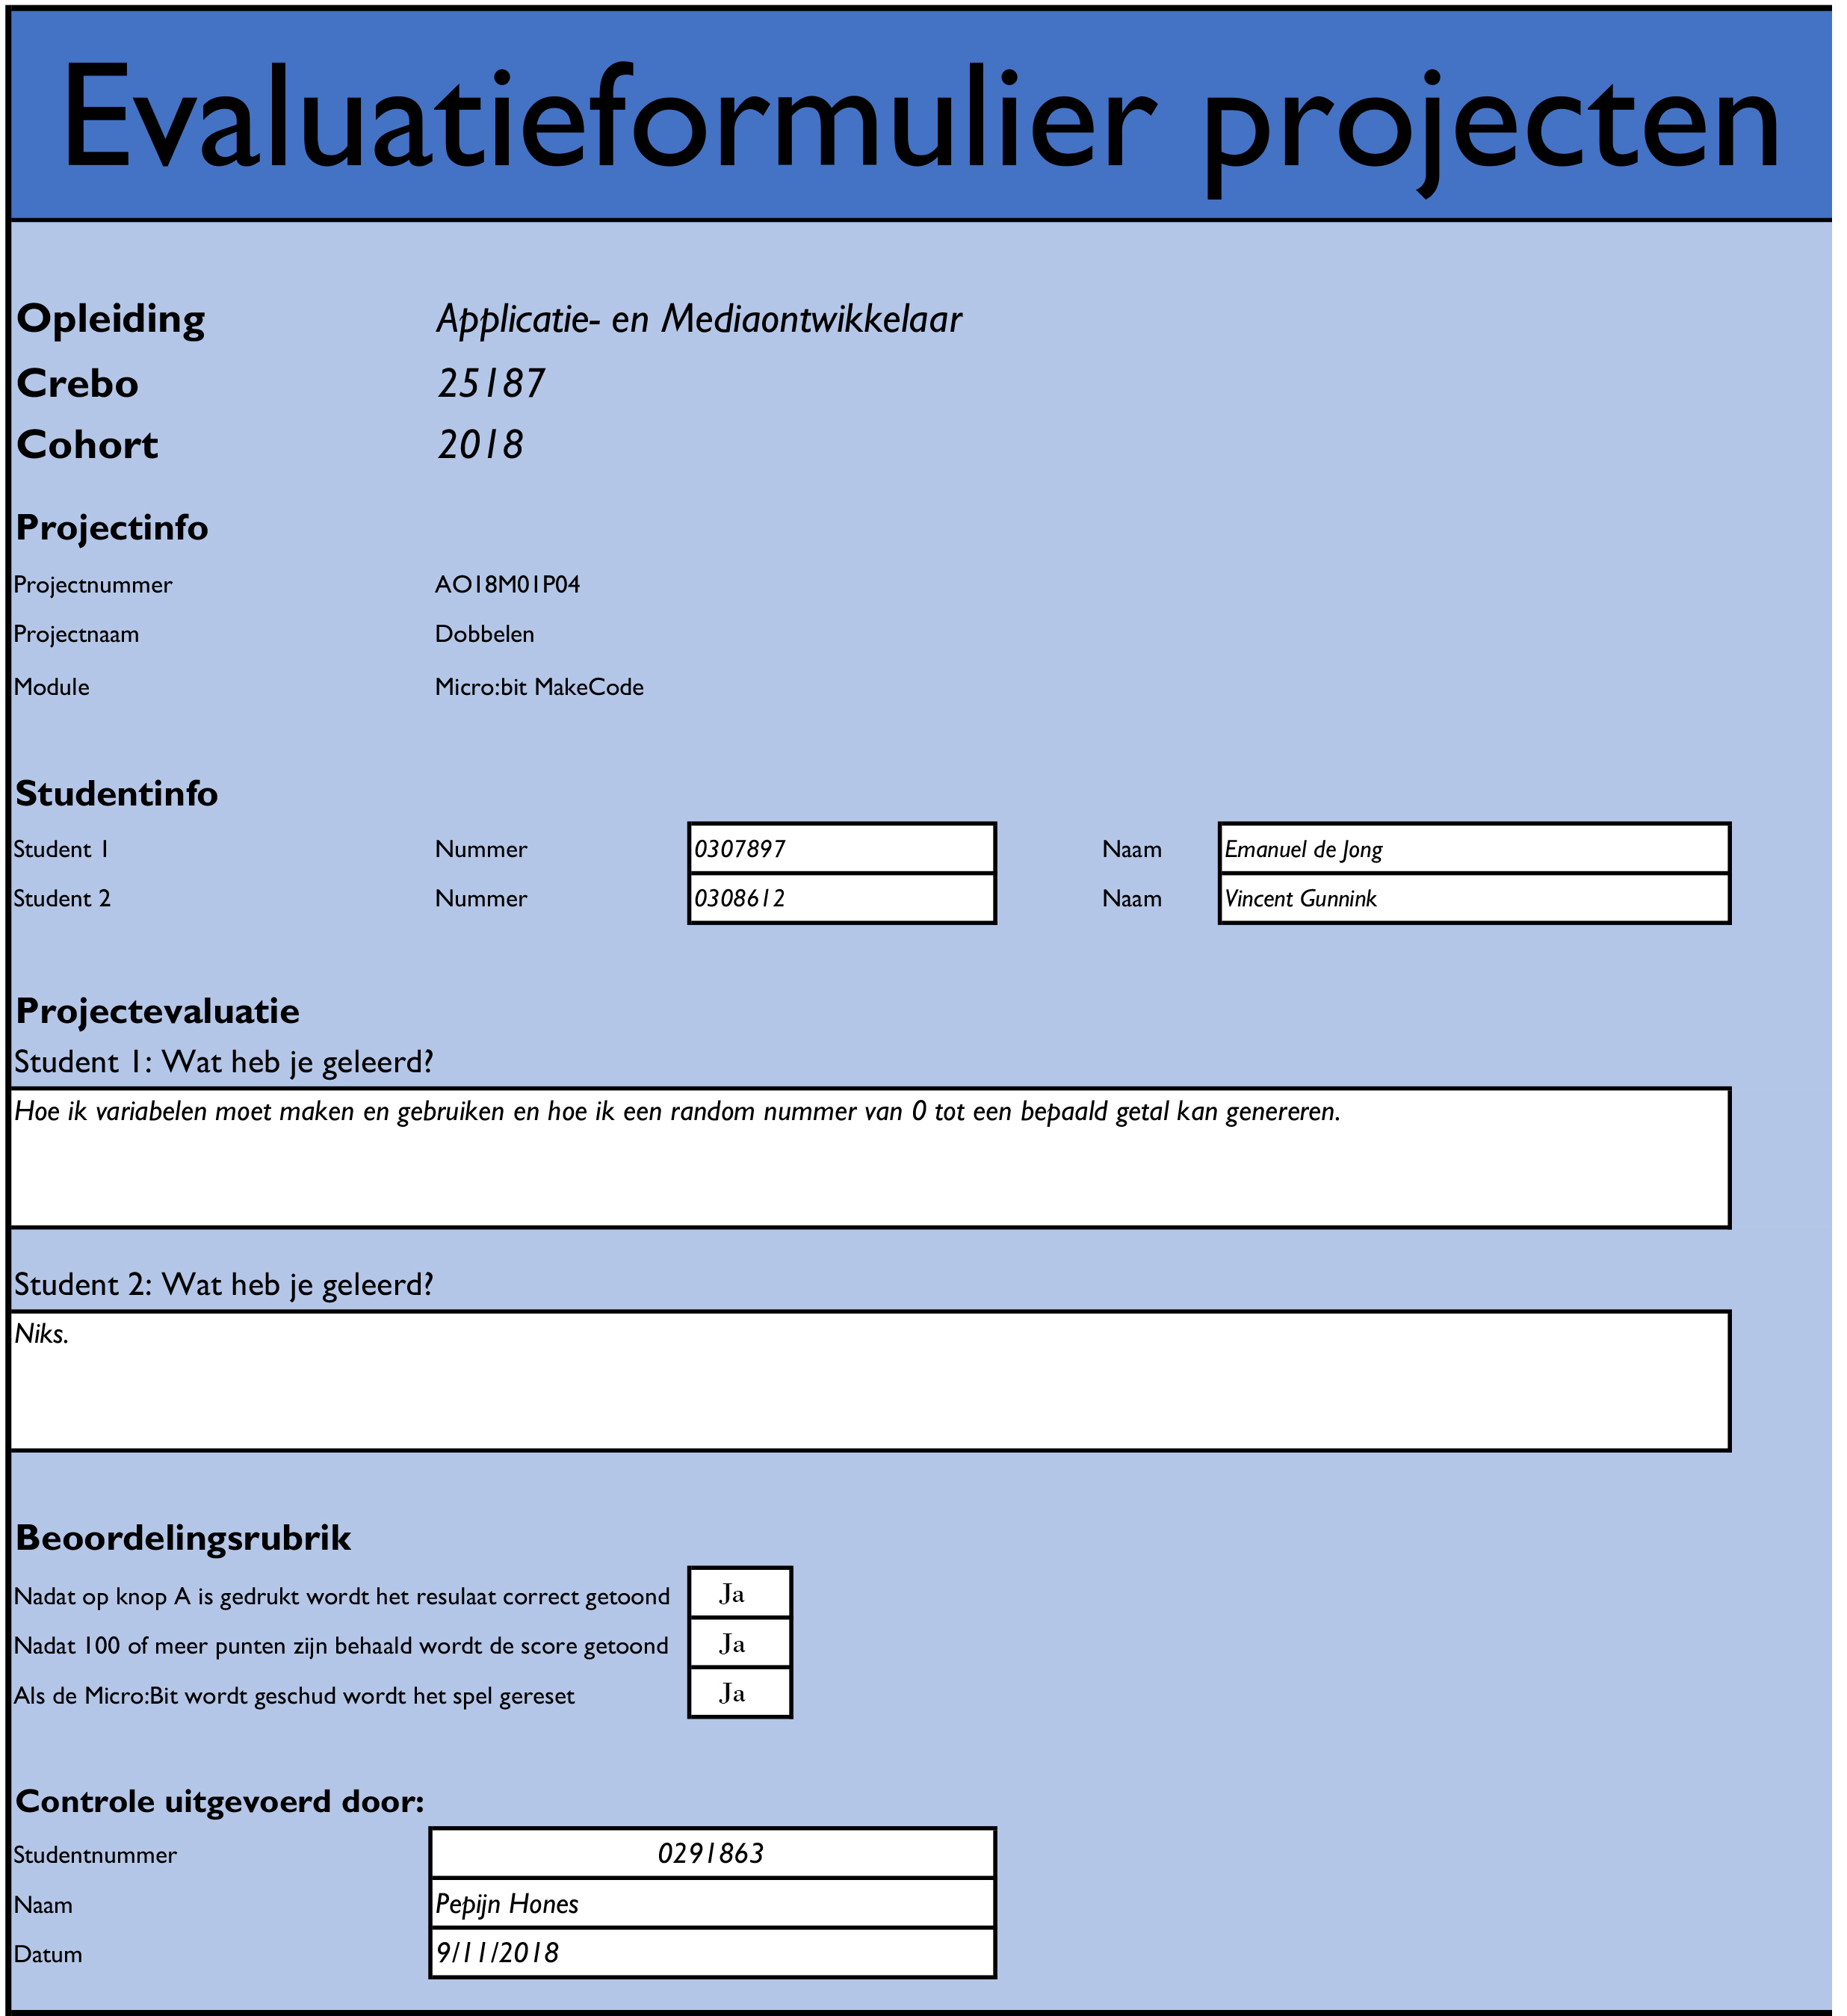 Evaluatieformulier projecten
Opleiding Applicatie- en Mediaontwikkelaar
Crebo 25187
Cohort 2018
Projectinfo
Projectnummer AO18M01P04
Projectnaam Dobbelen
Module Micro:bit MakeCode
Studentinfo
Student 1 Nummer 0307897 Naam Emanuel de Jong
Student 2 Nummer 0308612 Naam Vincent Gunnink
Projectevaluatie
Student 1: Wat heb je geleerd?
Hoe ik variabelen moet maken en gebruiken en hoe ik een random nummer van 0 tot een bepaald getal kan genereren.
Student 2: Wat heb je geleerd?
Niks.
Beoordelingsrubrik
Nadat op knop A is gedrukt wordt het resulaat correct getoond Ja
Nadat 100 of meer punten zijn behaald wordt de score getoond Ja
Als de Micro:Bit wordt geschud wordt het spel gereset Ja
Controle uitgevoerd door:
Studentnummer 0291863
Naam Pepijn Hones
Datum 9/11/2018